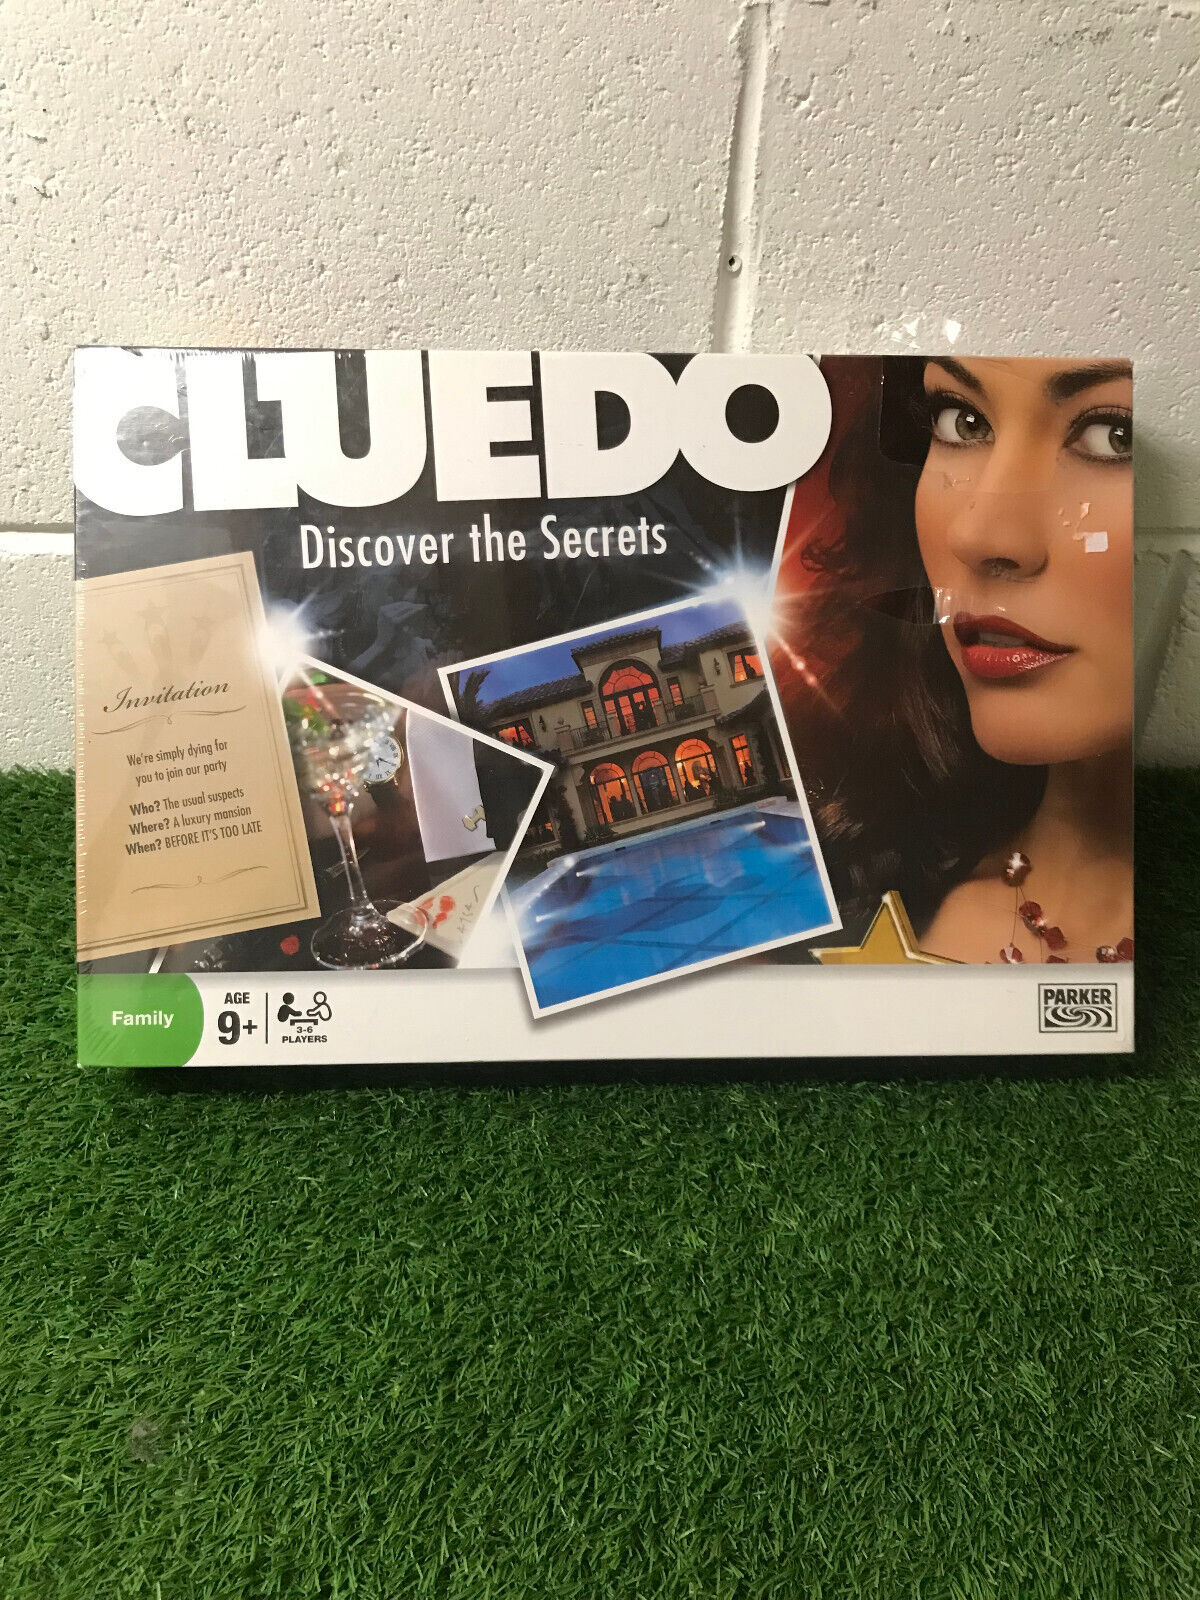 CLUEDO
Discover the Secrets
Invitation
We're simply dying for
you to join our party
Who? The usual suspects
Where? A luxury mansion
When? BEFORE IT'S TOO LATE
Family
AGE
9+
3-6
PLAYERS
PARKER